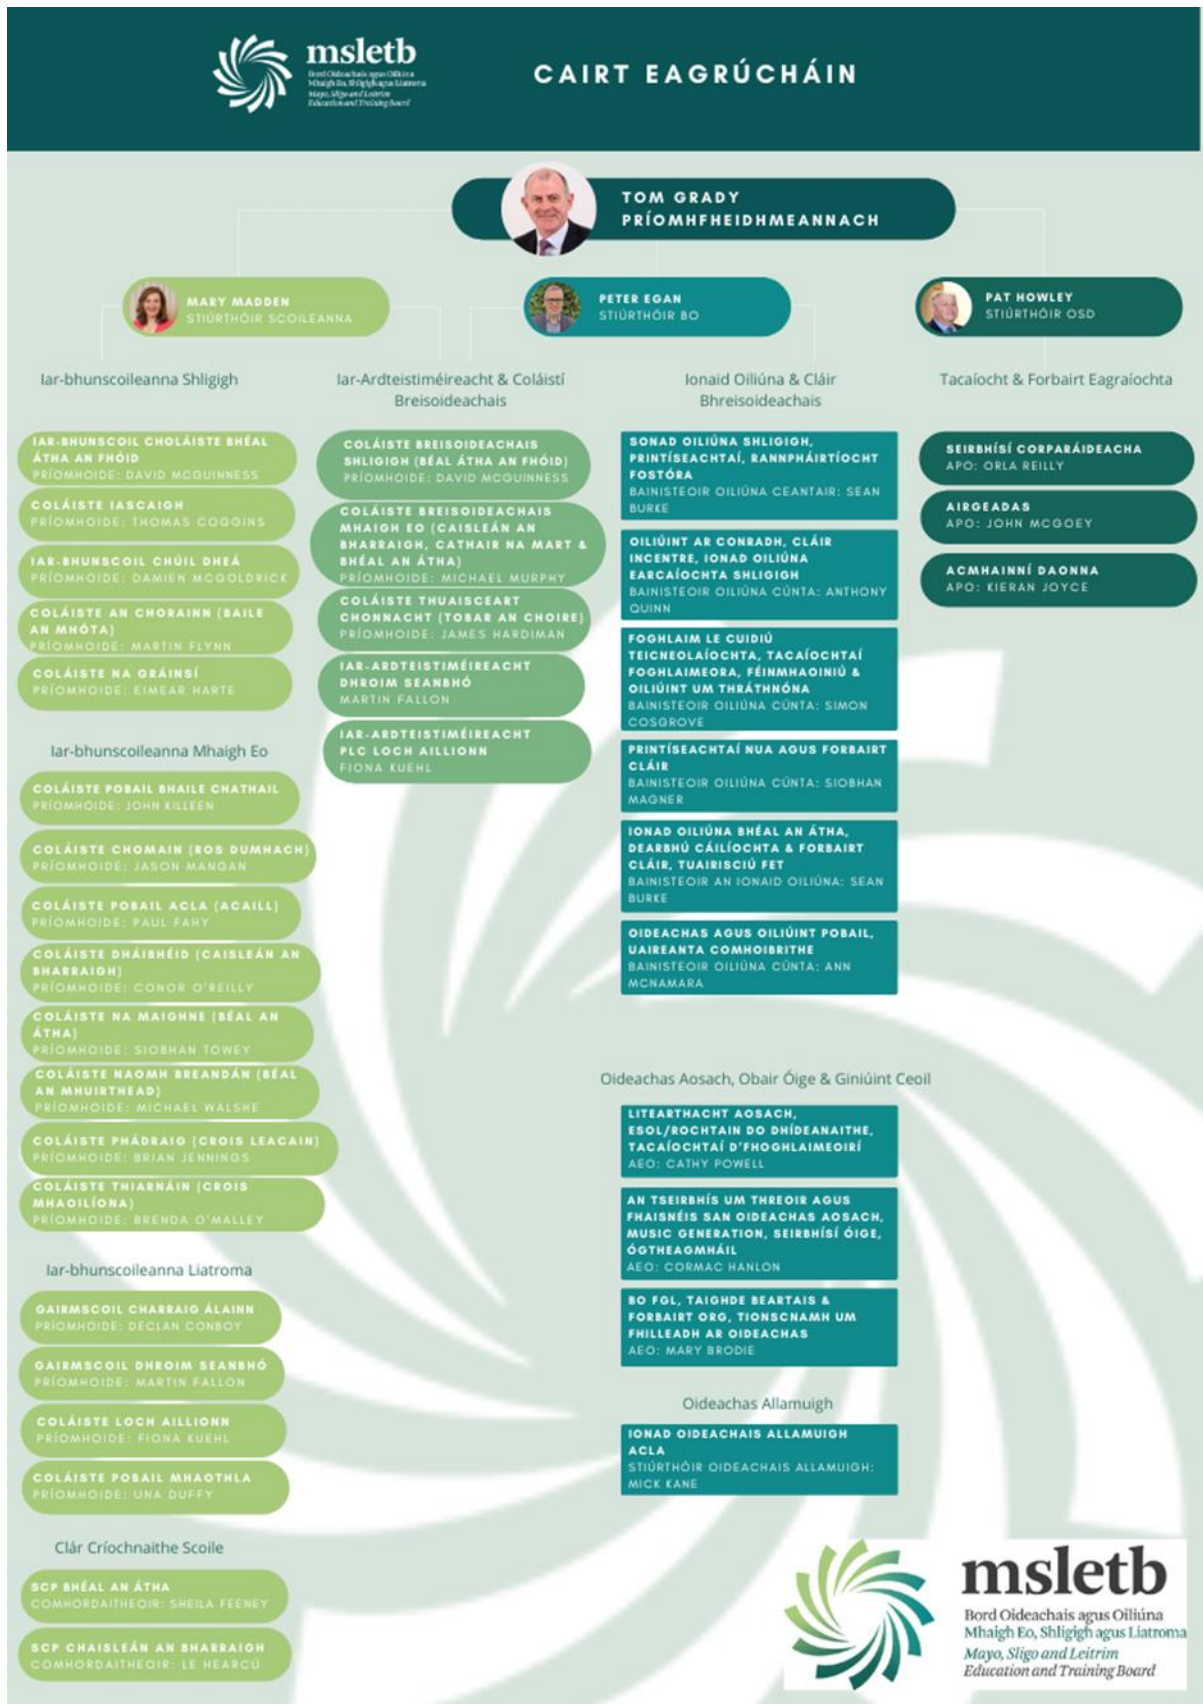 msletb
Bord Oideachais agus Oiliúna
Mhaigh Eo, Shligigh agus Liatroma
Mayo, Sligo and Leitrim
Education and Training Board
CAIRT EAGRÚCHÁIN
TOM GRADY
PRÍOMHFHEIDHMEANNACH
MARY MADDEN
STIÚRTHÓIR SCOILEANNA
PETER EGAN
STIÚRTHÓIR BO
PAT HOWLEY
STIÚRTHÓIR OSD
Iar-bhunscoileanna Shligigh
IAR-BHUNSCOIL CHOLÁISTE BHÉAL
ÁTHA AN FHÓID
PRÍOMHOIDE: DAVID MCGUINNESS
COLÁISTE IASCAIGH
PRÍOMHOIDE: THOMAS COGGINS
IAR-BHUNSCOIL CHÚIL DHEÁ
PRÍOMHOIDE: DAMIEN MCGOLDRICK
COLÁISTE AN CHORAINN (BAILE
AN MHÓTA)
PRÍOMHOIDE: MARTIN FLYNN
COLÁISTE NA GRÁINSÍ
PRÍOMHOIDE: EIMEAR HARTE
Iar-bhunscoileanna Mhaigh Eo
COLÁISTE POBAIL BHAILE CHATHAIL
PRÍOMHOIDE: JOHN KILLEEN
COLÁISTE CHOMAIN (ROS DUMHACH)
PRÍOMHOIDE: JASON MANGAN
COLÁISTE POBAIL ACLA (ACAILL)
PRÍOMHOIDE: PAUL FAHY
COLÁISTE DHÁIBHÉID (CAISLEÁN AN
BHARRAIGH)
PRÍOMHOIDE: CONOR O'REILLY
COLÁISTE NA MAIGHNE (BÉAL AN
ÁTHA)
PRÍOMHOIDE: SIOBHAN TOWEY
COLÁISTE NAOMH BREANDÁN (BÉAL
AN MHUIRTHEAD)
PRÍOMHOIDE: MICHAEL WALSHE
COLÁISTE PHÁDRAIG (CROIS LEACAIN)
PRÍOMHOIDE: BRIAN JENNINGS
COLÁISTE THIARNÁIN (CROIS
MHAOILÍONA)
PRÍOMHOIDE: BRENDA O'MALLEY
Iar-bhunscoileanna Liatroma
GAIRMSCOIL CHARRAIG ÁLAINN
PRÍOMHOIDE: DECLAN CONBOY
GAIRMSCOIL DHROIM SEANBHÓ
PRÍOMHOIDE: MARTIN FALLON
COLÁISTE LOCH AILLIONN
PRÍOMHOIDE: FIONA KUEHL
COLÁISTE POBAIL MHAOTHLA
PRÍOMHOIDE: UNA DUFFY
Clár Críochnaithe Scoile
SCP BHÉAL AN ÁTHA
COMHORDAITHEOIR: SHEILA FEENEY
SCP CHAISLEÁN AN BHARRAIGH
COMHORDAITHEOIR: LE HEARCÚ
Iar-Ardteistiméireacht & Coláistí
Breisoideachais
COLÁISTE BREISOIDEACHAIS
SHLIGIGH (BÉAL ÁTHA AN FHÓID)
PRÍOMHOIDE: DAVID MCGUINNESS
COLÁISTE BREISOIDEACHAIS
MHAIGH EO (CAISLEÁN AN
BHARRAIGH, CATHAIR NA MART &
BHÉAL AN ÁTHA)
PRÍOMHOIDE: MICHAEL MURPHY
COLÁISTE THUAISCEART
CHONNACHT (TOBAR AN CHOIRE)
PRÍOMHOIDE: JAMES HARDIMAN
IAR-ARDTEISTIMÉIREACHT
DHROIM SEANBHÓ
MARTIN FALLON
IAR-ARDTEISTIMÉIREACHT
PLC LOCH AILLIONN
FIONA KUEHL
Ionaid Oiliúna & Cláir
Bhreisoideachais
SONAD OILIÚNA SHLIGIGH,
PRINTÍSEACHTAÍ, RANNPHÁIRTÍOCHT
FOSTÓRA
BAINISTEOIR OILIÚNA CEANTAIR: SEAN
BURKE
OILIÚINT AR CONRADH, CLÁIR
INCENTRE, IONAD OILIÚNA
EARCAÍOCHTA SHLIGIGH
BAINISTEOIR OILIÚNA CÚNTA: ANTHONY
QUINN
FOGHLAIM LE CUIDIÚ
TEICNEOLAÍOCHTA, TACAÍOCHTAÍ
FOGHLAIMEORA, FÉINMHAOINIÚ &
OILIÚINT UM THRÁTHNÓNA
BAINISTEOIR OILIÚNA CÚNTA: SIMON
COSGROVE
PRINTÍSEACHTAÍ NUA AGUS FORBAIRT
CLÁIR
BAINISTEOIR OILIÚNA CÚNTA: SIOBHAN
MAGNER
IONAD OILIÚNA BHÉAL AN ÁTHA,
DEARBHÚ CÁILÍOCHTA & FORBAIRT
CLÁIR, TUAIRISCIÚ FET
BAINISTEOIR AN IONAID OILIÚNA: SEAN
BURKE
OIDEACHAS AGUS OILIÚINT POBAIL,
UAIREANTA COMHOIBRITHE
BAINISTEOIR OILIÚNA CÚNTA: ANN
MCNAMARA
Oideachas Aosach, Obair Óige & Giniúint Ceoil
LITEARTHACHT AOSACH,
ESOL/ROCHTAIN DO DHÍDEANAITHE,
TACAÍOCHTAÍ D'FHOGHLAIMEOIRÍ
AEO: CATHY POWELL
AN TSEIRBHÍS UM THREOIR AGUS
FHAISNÉIS SAN OIDEACHAS AOSACH,
MUSIC GENERATION, SEIRBHÍSÍ ÓIGE,
ÓGTHEAGMHÁIL
AEO: CORMAC HANLON
BO FGL, TAIGHDE BEARTAIS &
FORBAIRT ORG, TIONSCNAMH UM
FHILLEADH AR OIDEACHAS
AEO: MARY BRODIE
Oideachas Allamuigh
IONAD OIDEACHAIS ALLAMUIGH
ACLA
STIÚRTHÓIR OIDEACHAIS ALLAMUIGH:
MICK KANE
Tacaíocht & Forbairt Eagraíochta
SEIRBHÍSÍ CORPARÁIDEACHA
APO: ORLA REILLY
AIRGEADAS
APO: JOHN MCGOEY
ACMHAINNÍ DAONNA
APO: KIERAN JOYCE
msletb
Bord Oideachais agus Oiliúna
Mhaigh Eo, Shligigh agus Liatroma
Mayo, Sligo and Leitrim
Education and Training Board